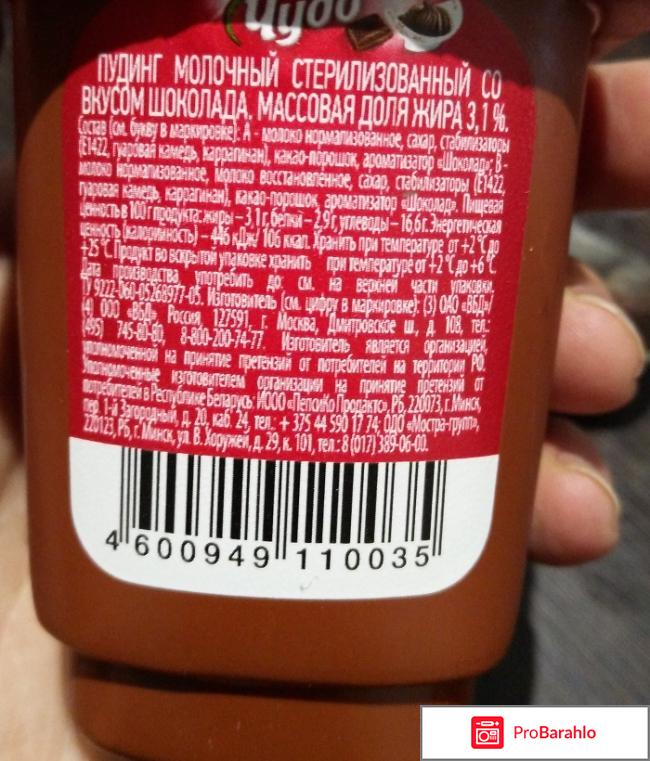 Чудо
ПУДИНГ МОЛОЧНЫЙ СТЕРИЛИЗОВАННЫЙ СО
ВКУСОМ ШОКОЛАДА. МАССОВАЯ ДОЛЯ ЖИРА 3,1 %.
Состав (см. букву в маркировке): А - молоко нормализованное, сахар, стабилизаторы
(Е1422, гуаровая камедь, каррагинан), какао-порошок, ароматизатор «Шоколад»; В -
молоко нормализованное, молоко восстановленное, сахар, стабилизаторы (Е1422,
гуаровая камедь, каррагинан), какао-порошок, ароматизатор «Шоколад». Пищевая
ценность в 100 г продукта: жиры – 3,1 г, белки – 2,9 г, углеводы – 16,6 г. Энергетическая
ценность (калорийность) – 446 кДж/ 106 ккал. Хранить при температуре от +2 °С до
+25 °С. Продукт во вскрытой упаковке хранить при температуре от +2 °С до +6 °С.
Дата производства, употребить до: см. на верхней части упаковки.
ТУ 9222-060-05268977-05. Изготовитель (см. цифру в маркировке): (3) ОАО «ВБД»/
(4) ООО «ВБД», Россия, 127591, г. Москва, Дмитровское ш., д. 108, тел.:
(495) 745-80-80, 8-800-200-74-77. Изготовитель является организацией,
уполномоченной на принятие претензий от потребителей на территории РФ.
Уполномоченные изготовителем организации на принятие претензий от
потребителей в Республике Беларусь: ИООО «ПепсиКо Продактс», РБ, 220073, г. Минск,
пер. 1-й Загородный, д. 20, каб. 24, тел.: + 375 44 590 17 74; ОДО «Мостра-групп»,
220123, РБ, г. Минск, ул. В. Хоружей, д. 29, к. 101, тел.: 8 (017) 389-06-00.
4 600949 110035
ProBarahlo